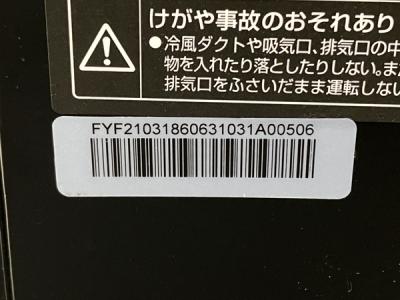 けがや事故のおそれあり
●冷風ダクトや吸気口、排気口の中
物を入れたり落としたりしない。また
排気口をふさいだまま運転しない
FYF21031860631031A00506